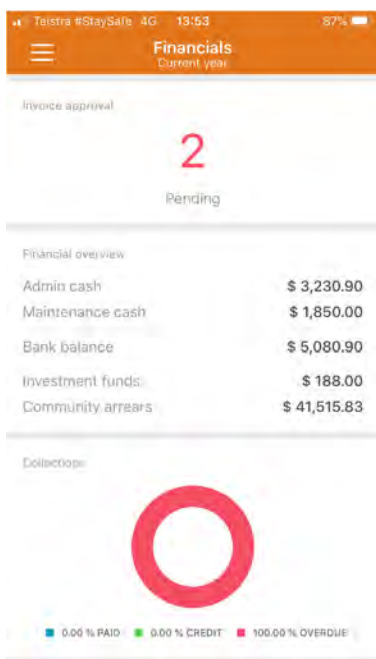 Telstra #StaySafe 4G 13:53 87%
Financials
Current year
Invoice approval
2
Pending
Financial overview
Admin cash $ 3,230.90
Maintenance cash $ 1,850.00
Bank balance $ 5,080.90
Investment funds $ 188.00
Community arrears $ 41,515.83
Collections
0.00 % PAID 0.00 % CREDIT 100.00 % OVERDUE